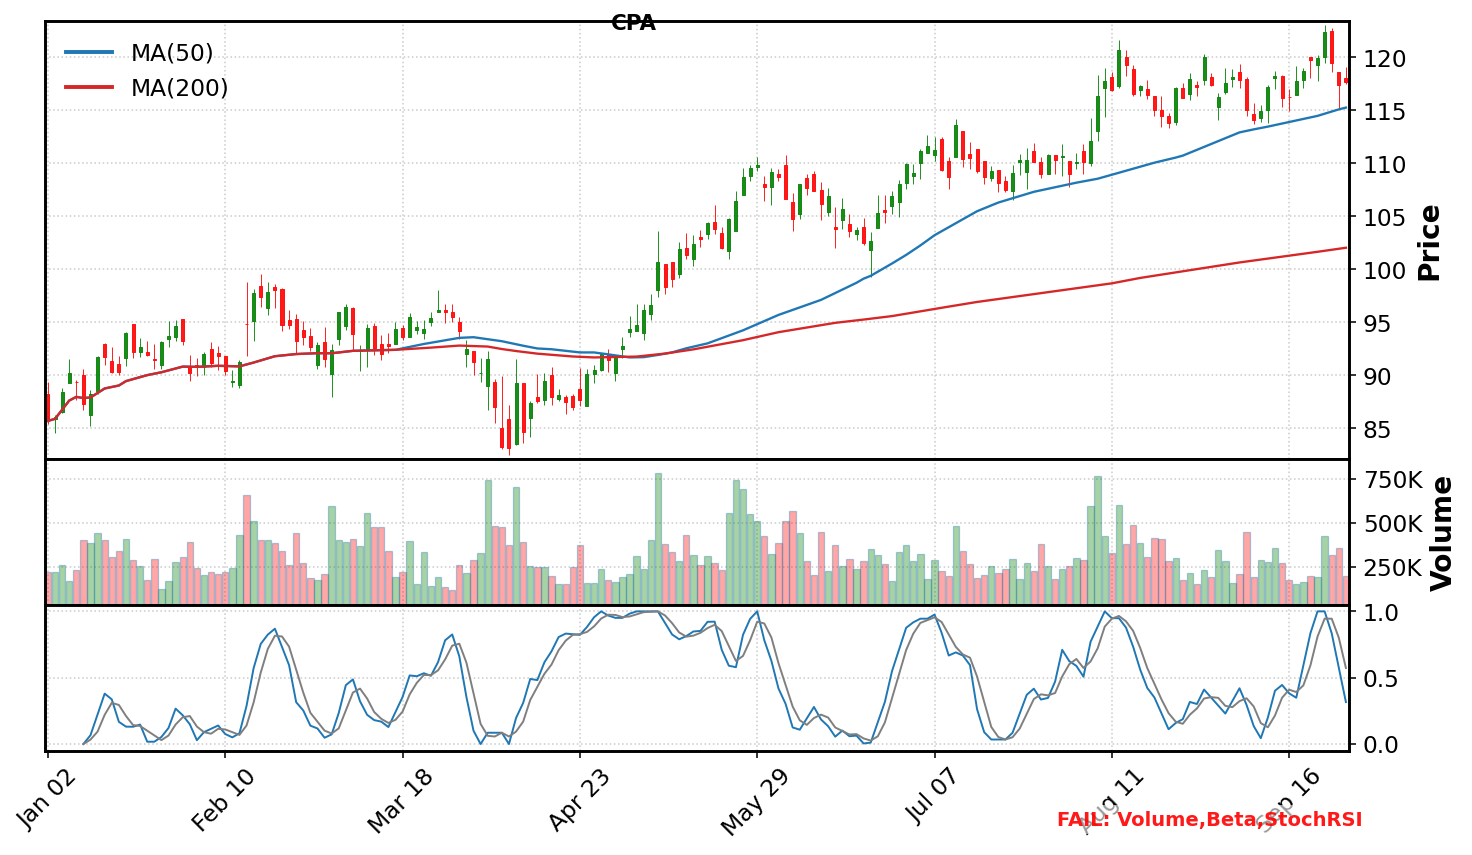 CPA
MA(50)
MA(200)
120
115
110
105
100
95
90
85
Price
750K
500K
250K
Volume
1.0
0.5
0.0
Jan 02
Feb 10
Mar 18
Apr 23
May 29
Jul 07
Aug 11
Sep 16
FAIL: Volume,Beta,StochRSI